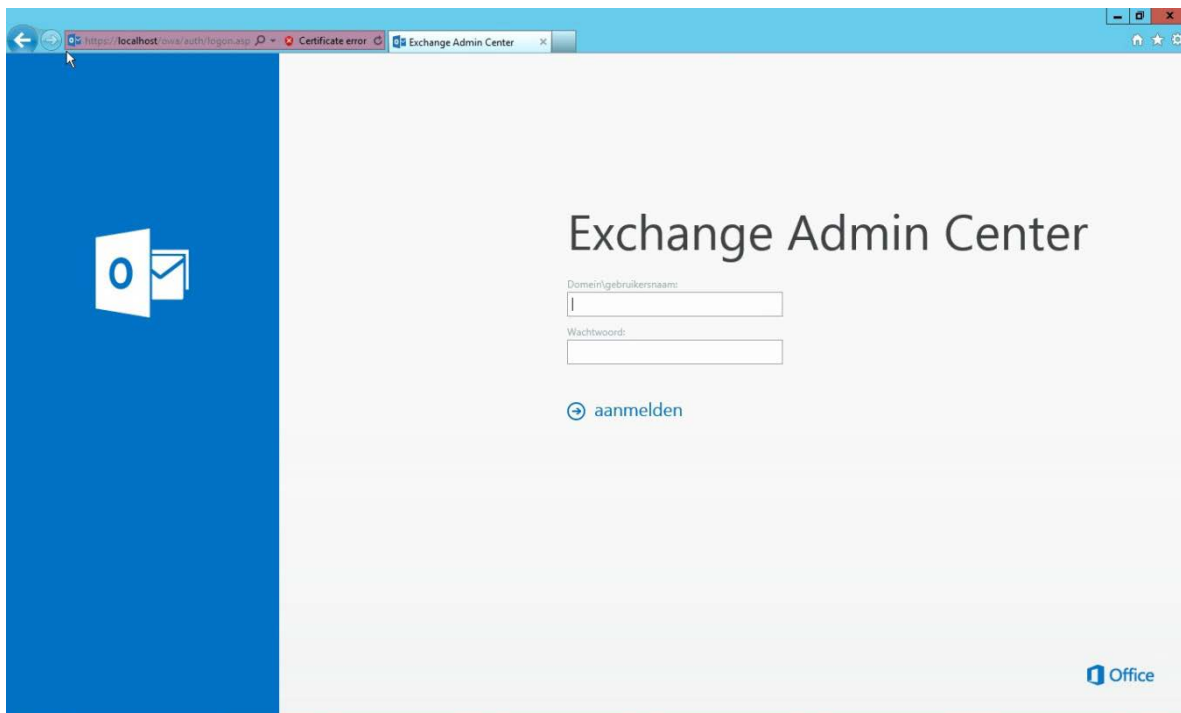 https://localhost/owa/auth/logon.asp Certificate error Exchange Admin Center
Exchange Admin Center
Domein\gebruikersnaam:
Wachtwoord:
aanmelden
Office